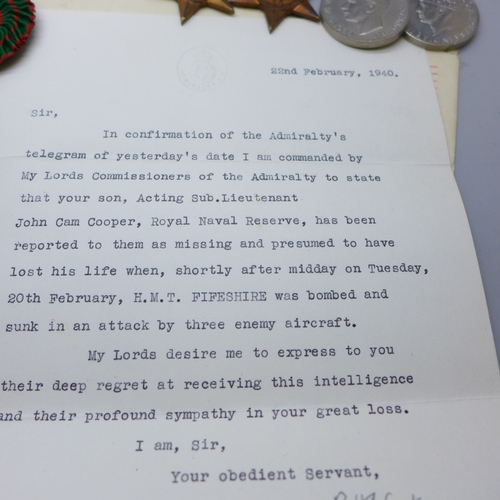 22nd February, 1940.
Sir,
In confirmation of the Admiralty's
telegram of yesterday's date I am commanded by
My Lords Commissioners of the Admiralty to state
that your son, Acting Sub.Lieutenant
John Cam Cooper, Royal Naval Reserve, has been
reported to them as missing and presumed to have
lost his life when, shortly after midday on Tuesday,
20th February, H.M.T. FIFESHIRE was bombed and
sunk in an attack by three enemy aircraft.
My Lords desire me to express to you
their deep regret at receiving this intelligence
and their profound sympathy in your great loss.
I am, Sir,
Your obedient Servant,